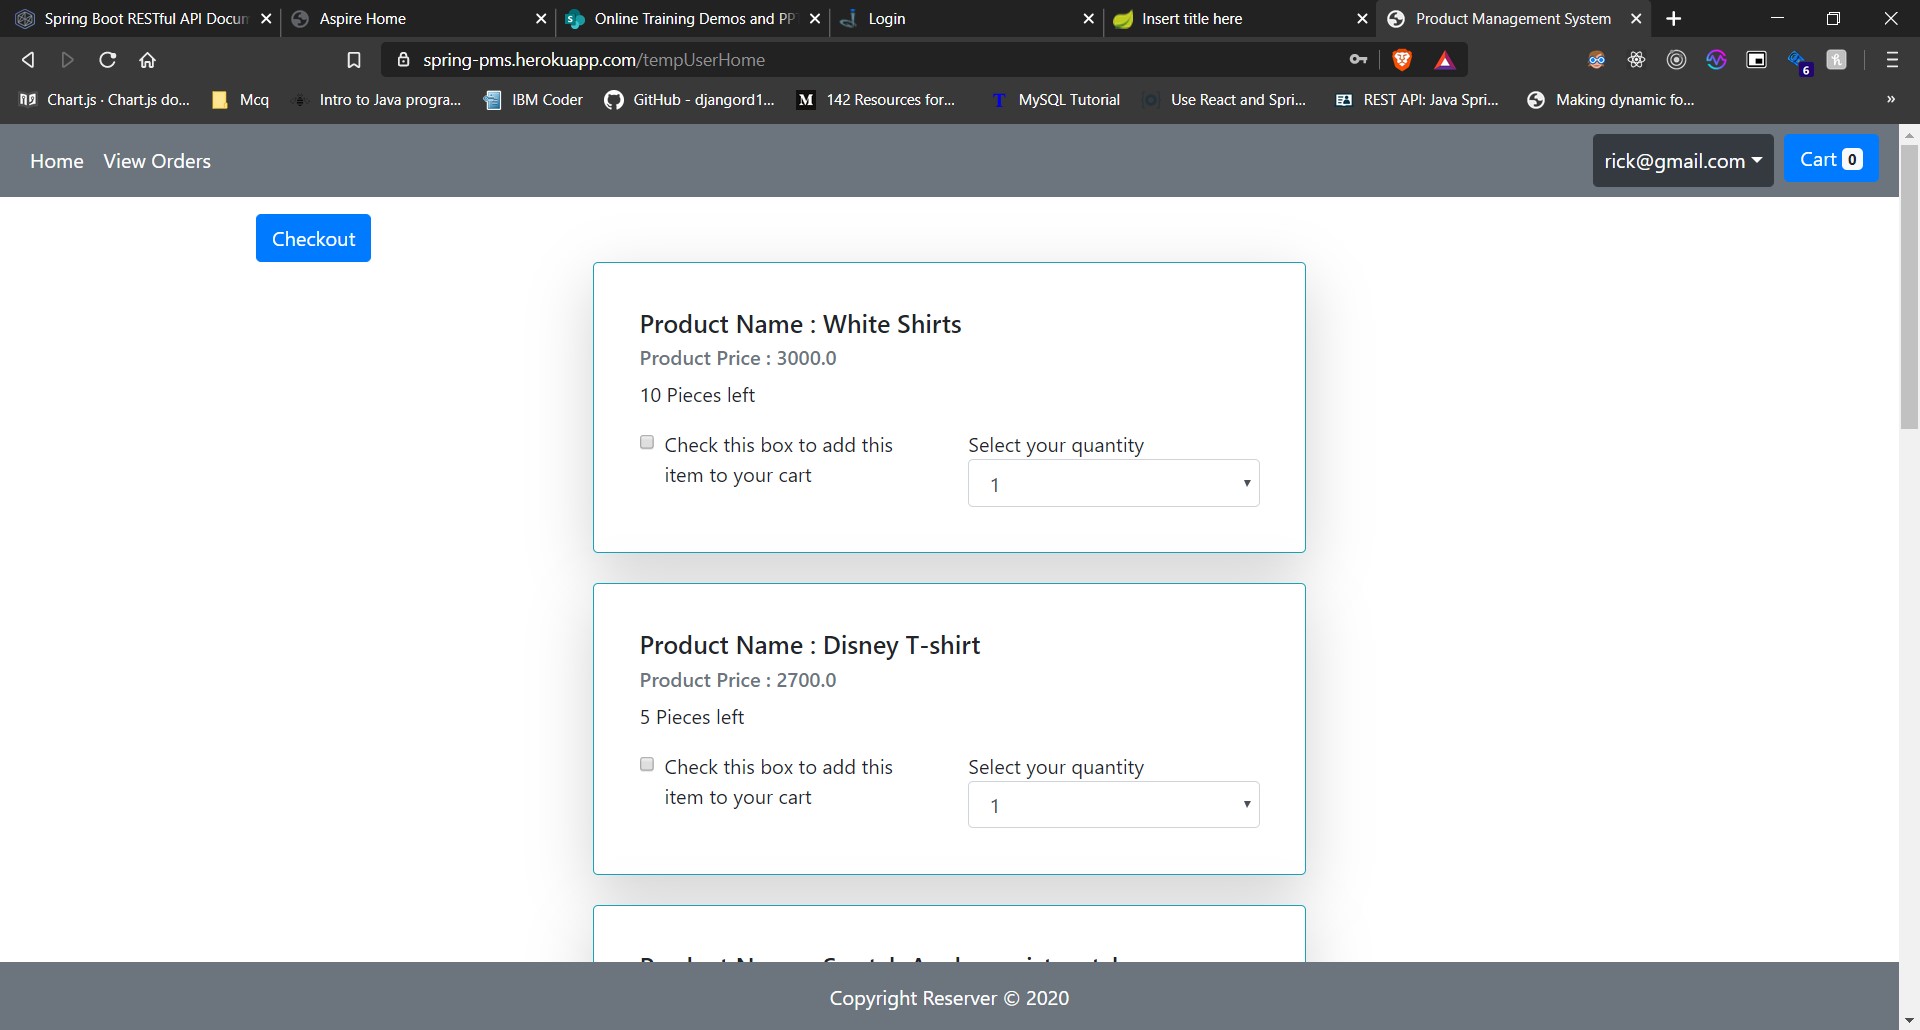 Spring Boot RESTful API Docum
Aspire Home
Online Training Demos and PP
Login
Insert title here
Product Management System
spring-pms.herokuapp.com/tempUserHome
6
Chart.js · Chart.js do...
Mcq
Intro to Java progra...
IBM Coder
GitHub - djangord1...
M
142 Resources for...
T
MySQL Tutorial
Use React and Spri...
REST API: Java Spri...
Making dynamic fo...
»
Home
View Orders
rick@gmail.com
Cart 0
Checkout
Product Name : White Shirts
Product Price : 3000.0
10 Pieces left
Check this box to add this
item to your cart
Select your quantity
1
Product Name : Disney T-shirt
Product Price : 2700.0
5 Pieces left
Check this box to add this
item to your cart
Select your quantity
1
Copyright Reserver © 2020